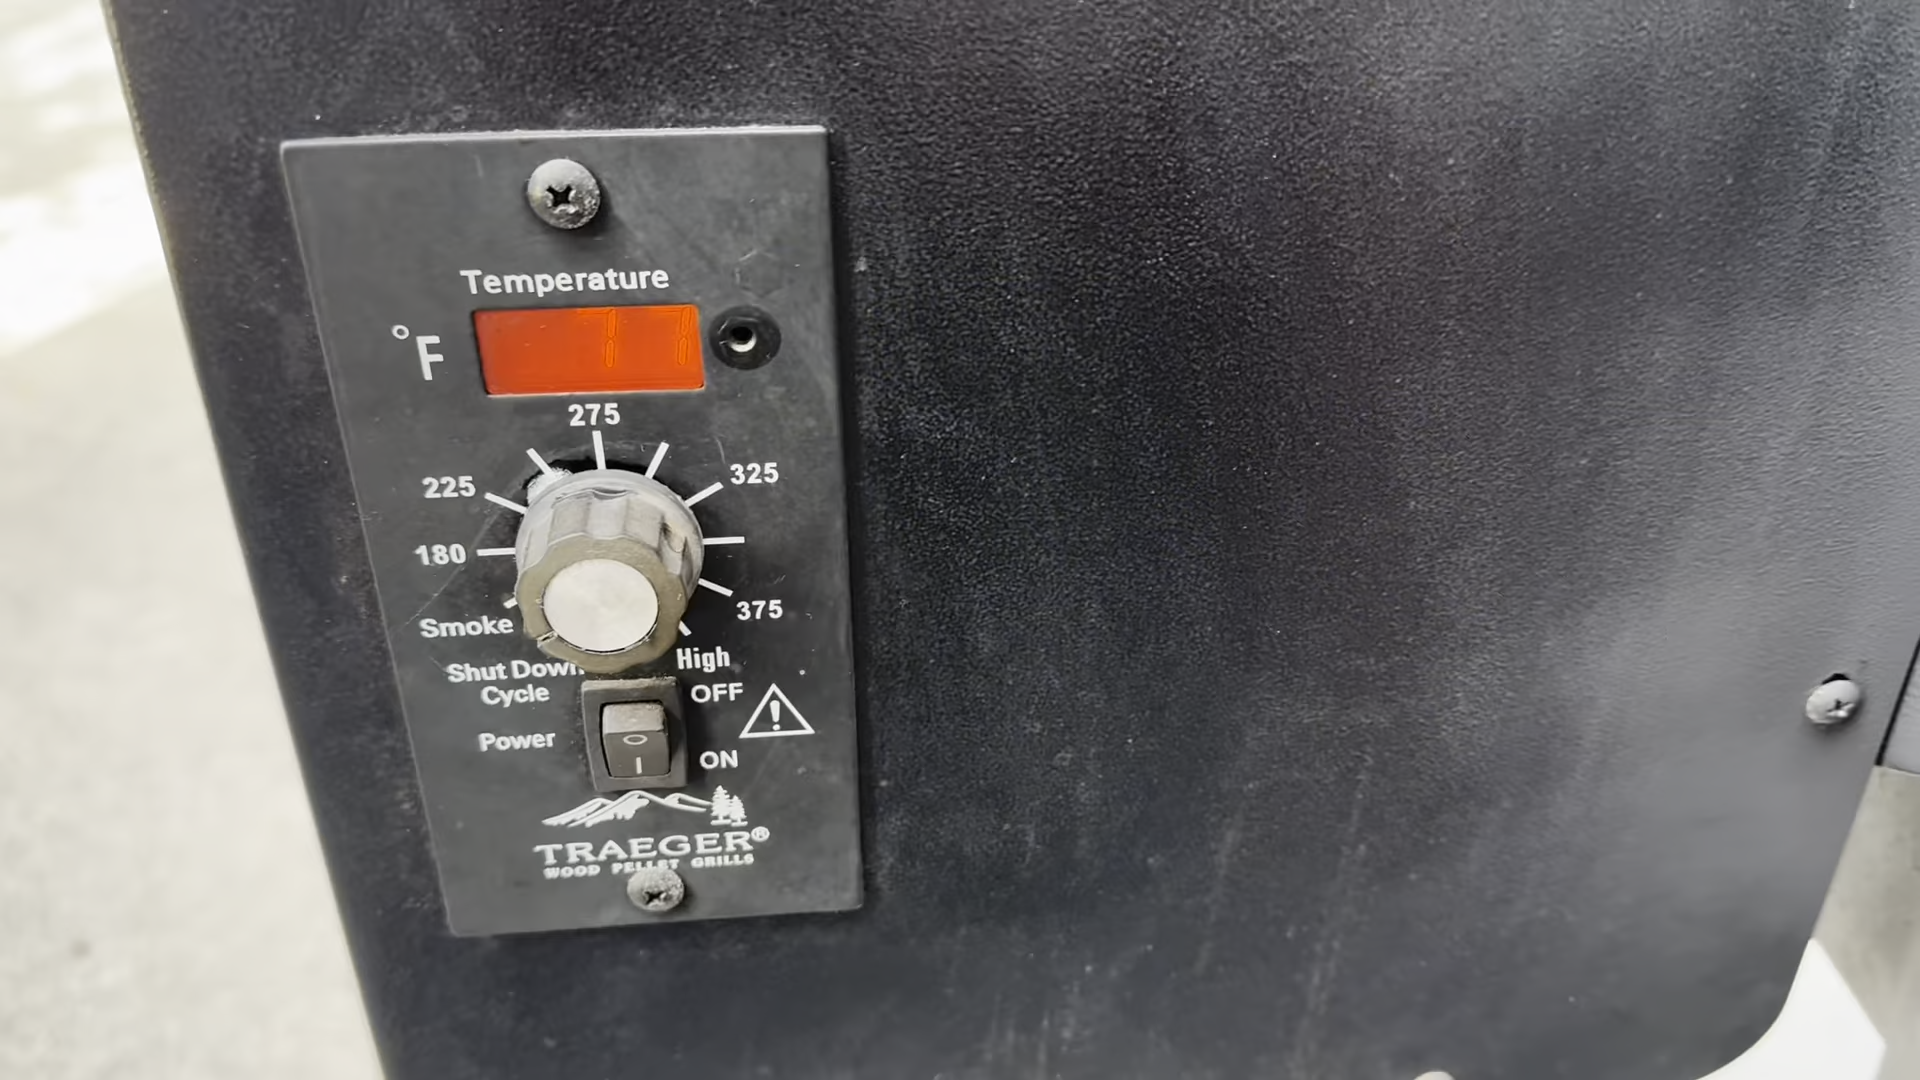 Temperature
°F
275
225
325
180
375
Smoke
High
Shut Down
Cycle
OFF
Power
ON
TRAEGER®
WOOD PELLET GRILLS